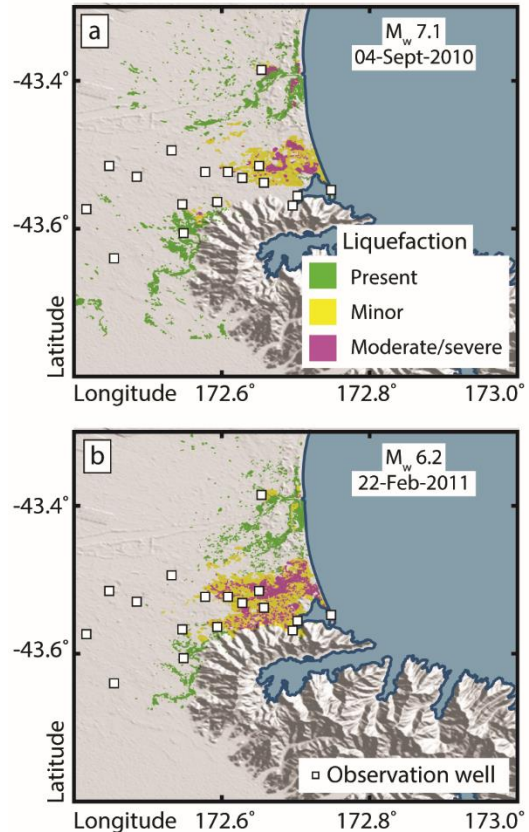 a
M_w 7.1
04-Sept-2010
-43.4°
-43.6°
Latitude
Liquefaction
Present
Minor
Moderate/severe
Longitude 172.6° 172.8° 173.0°
b
M_w 6.2
22-Feb-2011
-43.4°
-43.6°
Latitude
Observation well
Longitude 172.6° 172.8° 173.0°